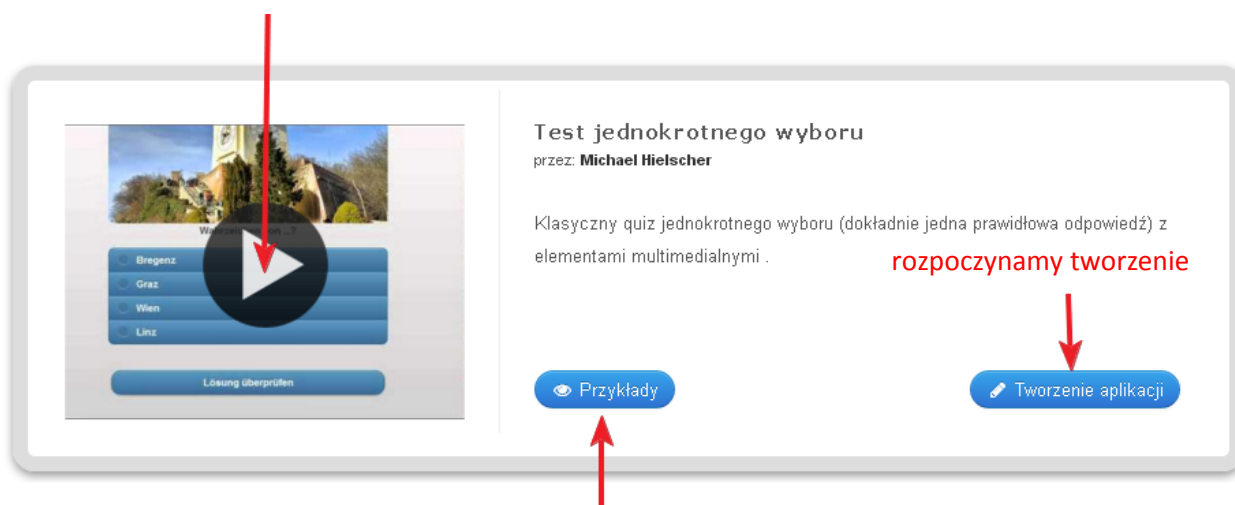 Bregenz
Graz
Wien
Linz
Lösung überprüfen
Test jednokrotnego wyboru
przez: Michael Hielscher
Klasyczny quiz jednokrotnego wyboru (dokładnie jedna prawidłowa odpowiedź) z
elementami multimedialnymi .
rozpoczynamy tworzenie
Przykłady
Tworzenie aplikacji